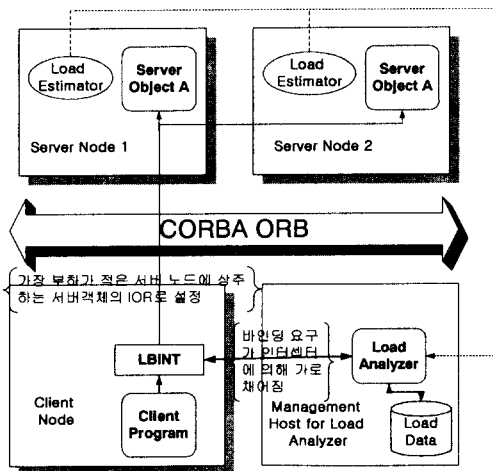 Load
Estimator
Server
Object A
Server Node 1
Load
Estimator
Server
Object A
Server Node 2
CORBA ORB
가장 부하가 적은 서버 노드에 상주
하는 서버객체의 IOR로 설정
LBINT
Client
Node
Client
Program
바인딩 요구
가 인터셉터
에 의해 가로
채어짐
Load
Analyzer
Management
Host for Load
Analyzer
Load
Data